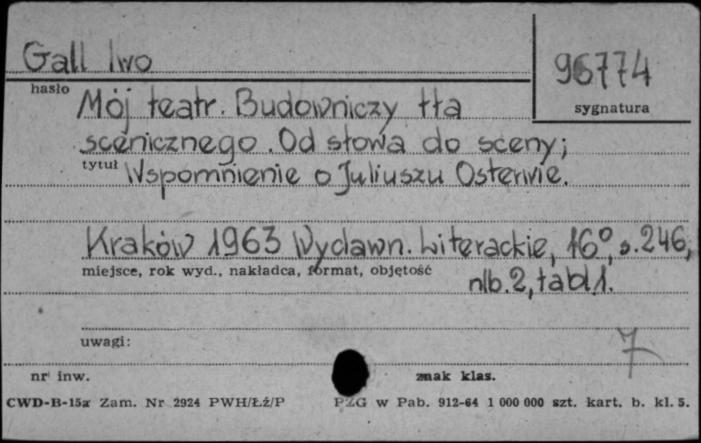 Gall Iwo
96774
hasło
sygnatura
Mój teatr. Budowniczy tła
scenicznego. Od słowa do sceny;
tytuł Wspomnienie o Juliuszu Osterwie.
Kraków 1963 Wydawn. Literackie, 16°, s. 246,
miejsce, rok wyd., nakładca, format, objętość
nlb. 2, tabl. 1.
uwagi:
7
nr inw.
znak klas.
CWD-B-15a Zam. Nr 2924 PWH/Łź/P
PZG w Pab. 912-64 1 000 000 szt. kart. b. kl. 5.